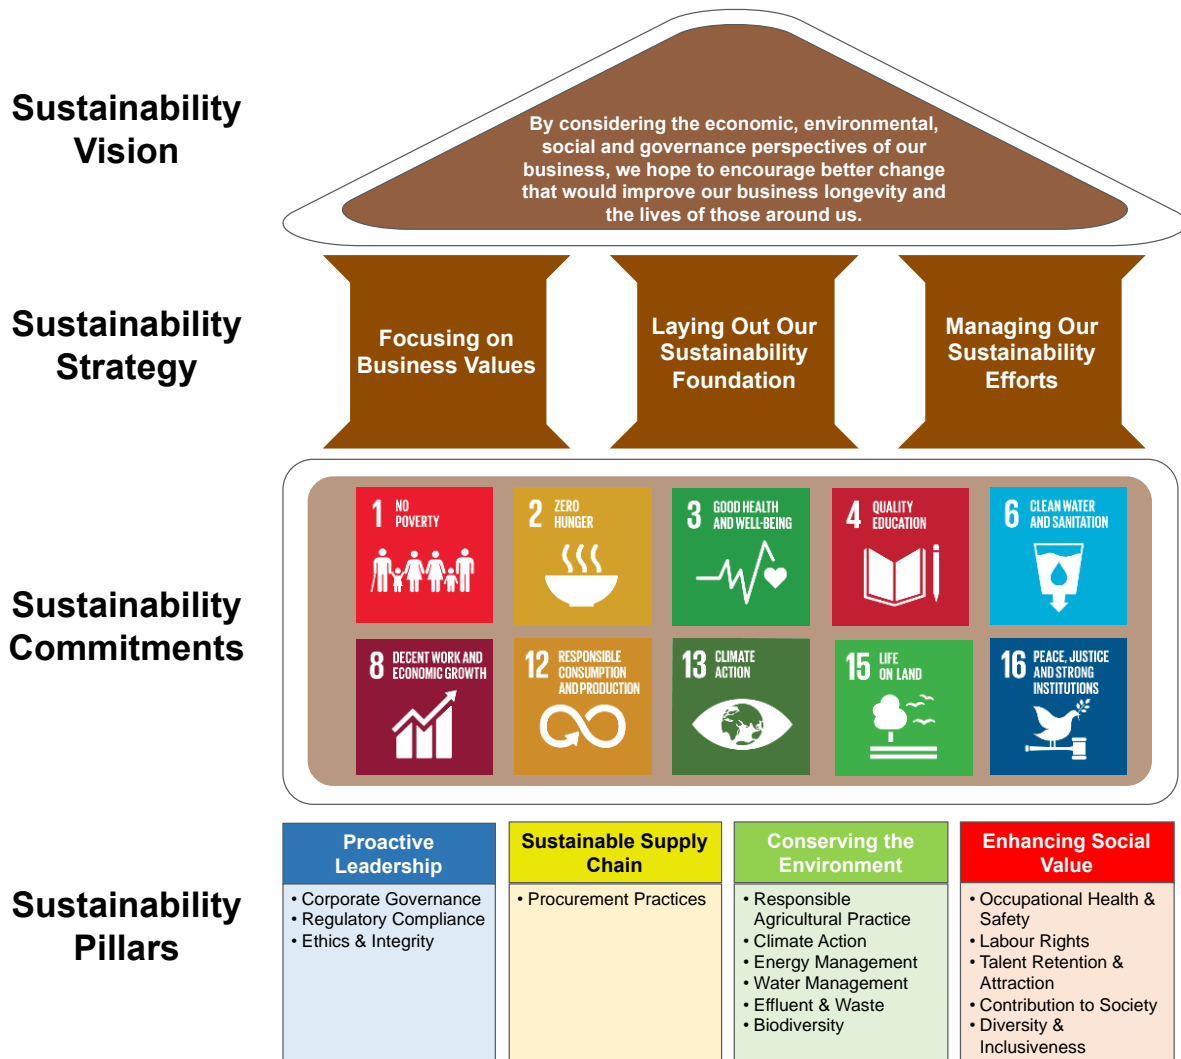 Sustainability
Vision
By considering the economic, environmental,
social and governance perspectives of our
business, we hope to encourage better change
that would improve our business longevity and
the lives of those around us.
Sustainability
Strategy
Focusing on
Business Values
Laying Out Our
Sustainability
Foundation
Managing Our
Sustainability
Efforts
Sustainability
Commitments
1 NO
POVERTY
2 ZERO
HUNGER
3 GOOD HEALTH
AND WELL-BEING
4 QUALITY
EDUCATION
6 CLEAN WATER
AND SANITATION
8 DECENT WORK AND
ECONOMIC GROWTH
12 RESPONSIBLE
CONSUMPTION
AND PRODUCTION
13 CLIMATE
ACTION
15 LIFE
ON LAND
16 PEACE, JUSTICE
AND STRONG
INSTITUTIONS
Sustainability
Pillars
Proactive
Leadership
• Corporate Governance
• Regulatory Compliance
• Ethics & Integrity
Sustainable Supply
Chain
• Procurement Practices
Conserving the
Environment
• Responsible
Agricultural Practice
• Climate Action
• Energy Management
• Water Management
• Effluent & Waste
• Biodiversity
Enhancing Social
Value
• Occupational Health &
Safety
• Labour Rights
• Talent Retention &
Attraction
• Contribution to Society
• Diversity &
Inclusiveness